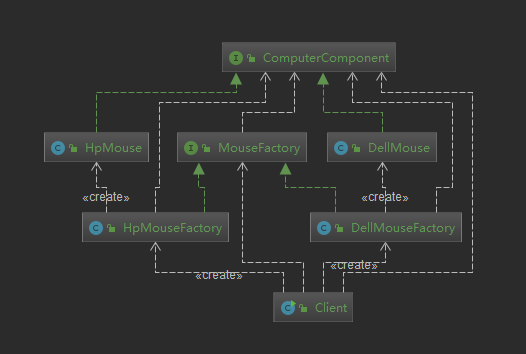 I ComputerComponent
C HpMouse
I MouseFactory
C DellMouse
«create»
«create»
C HpMouseFactory
C DellMouseFactory
«create»
«create»
C Client